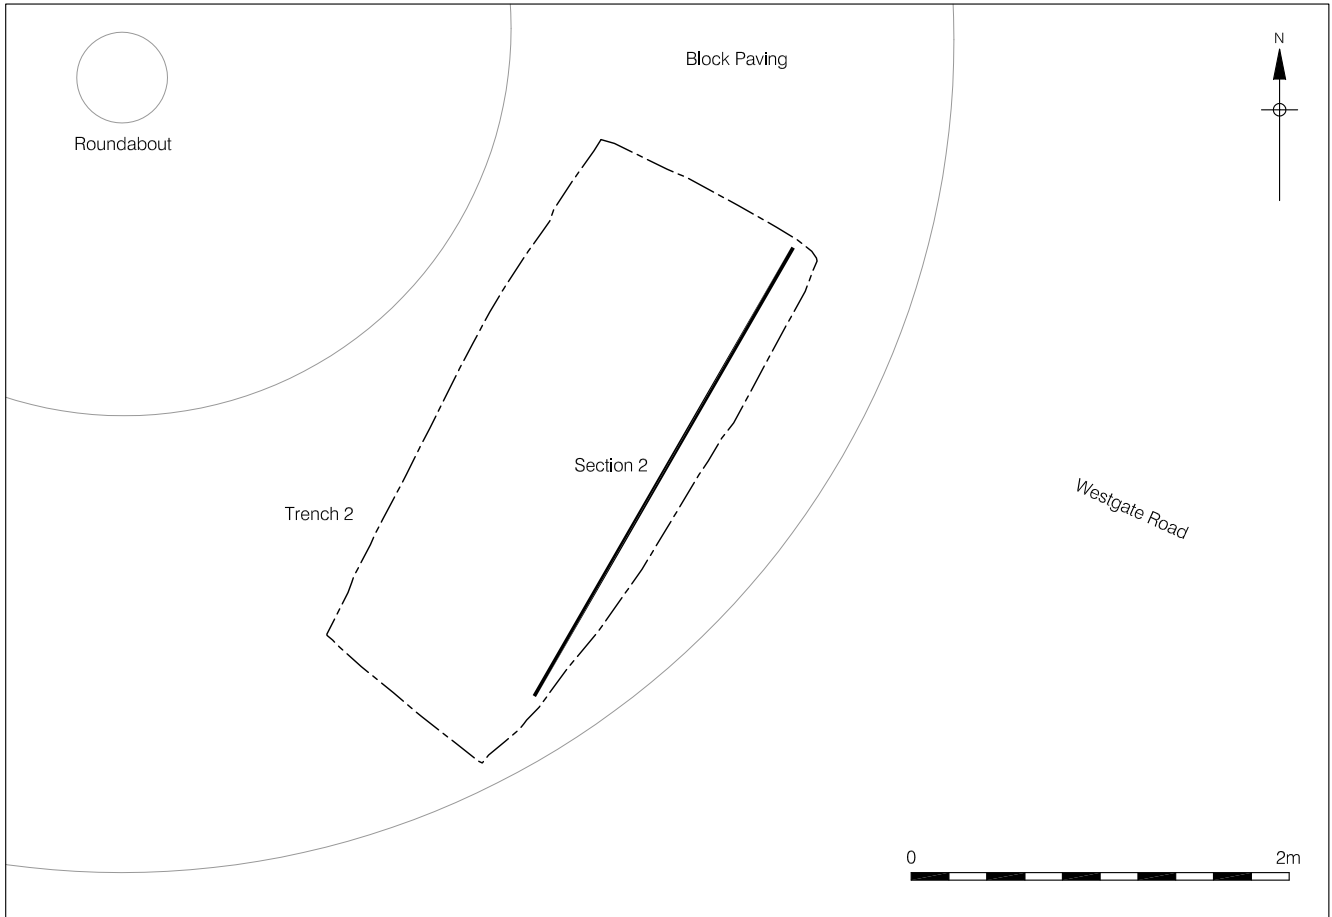 N
Block Paving
Roundabout
Section 2
Trench 2
Westgate Road
0 2m